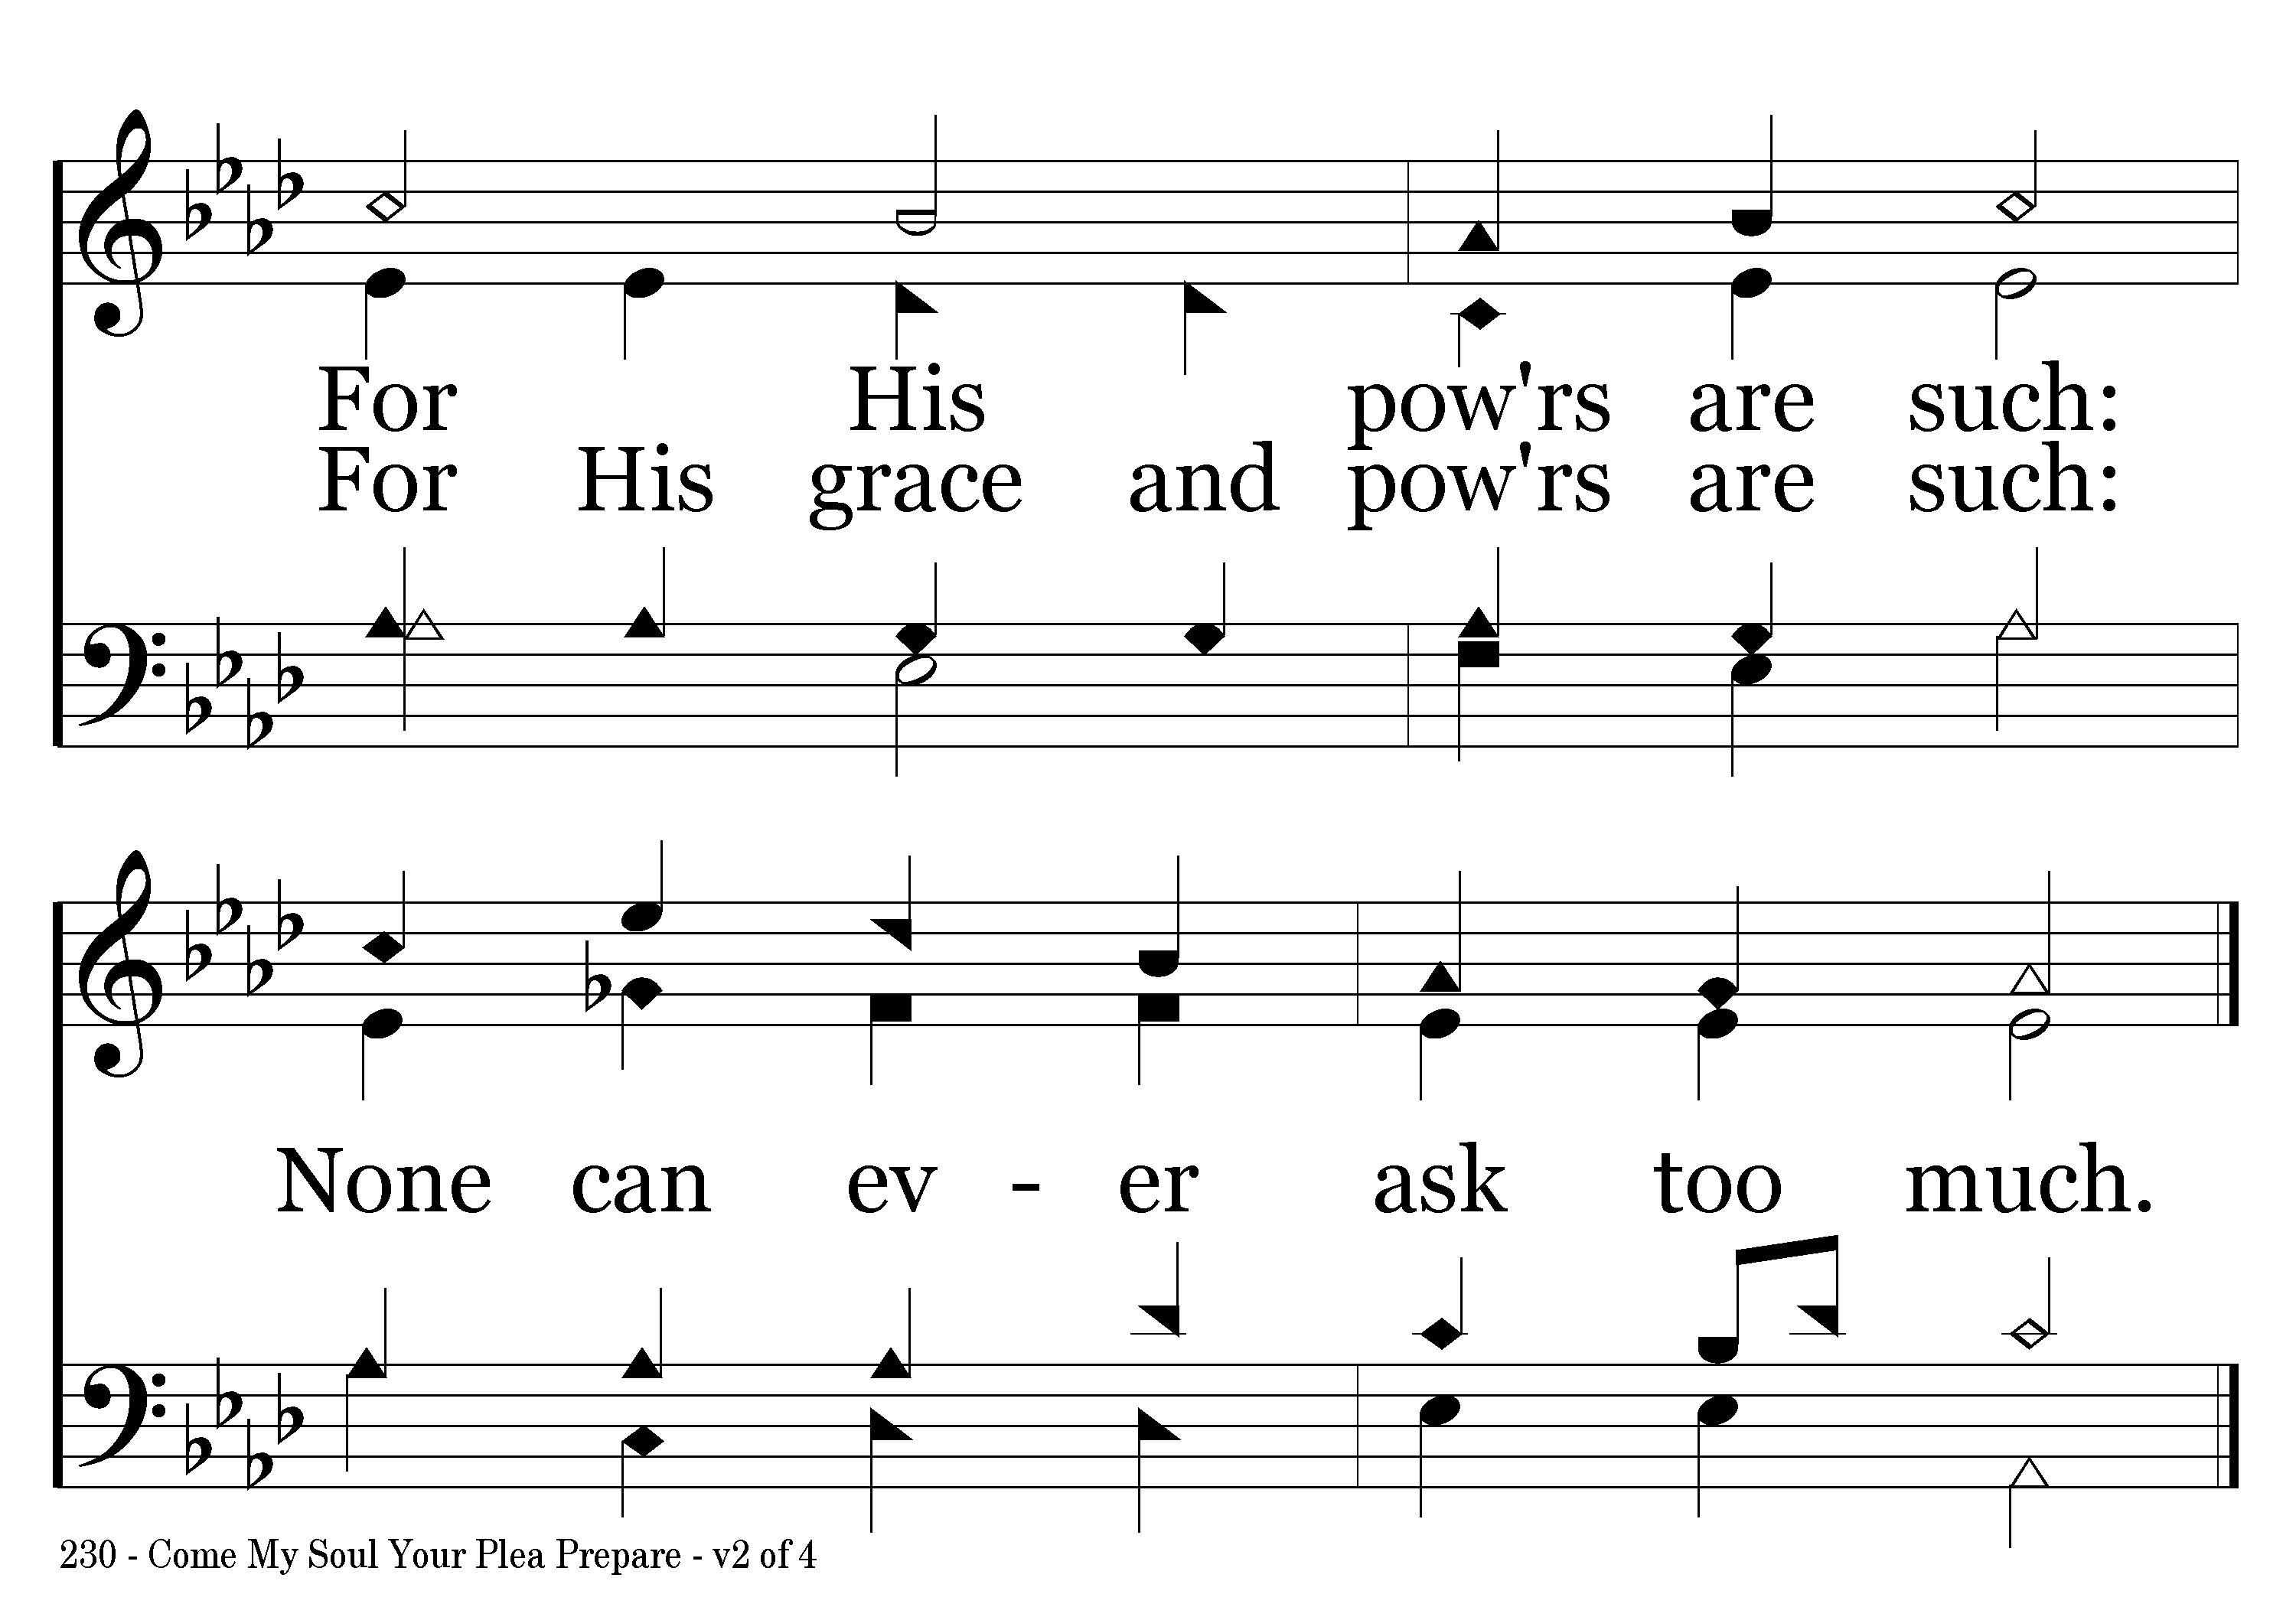 For His pow'rs are such:
For His grace and pow'rs are such:
None can ev - er ask too much.
230 - Come My Soul Your Plea Prepare - v2 of 4